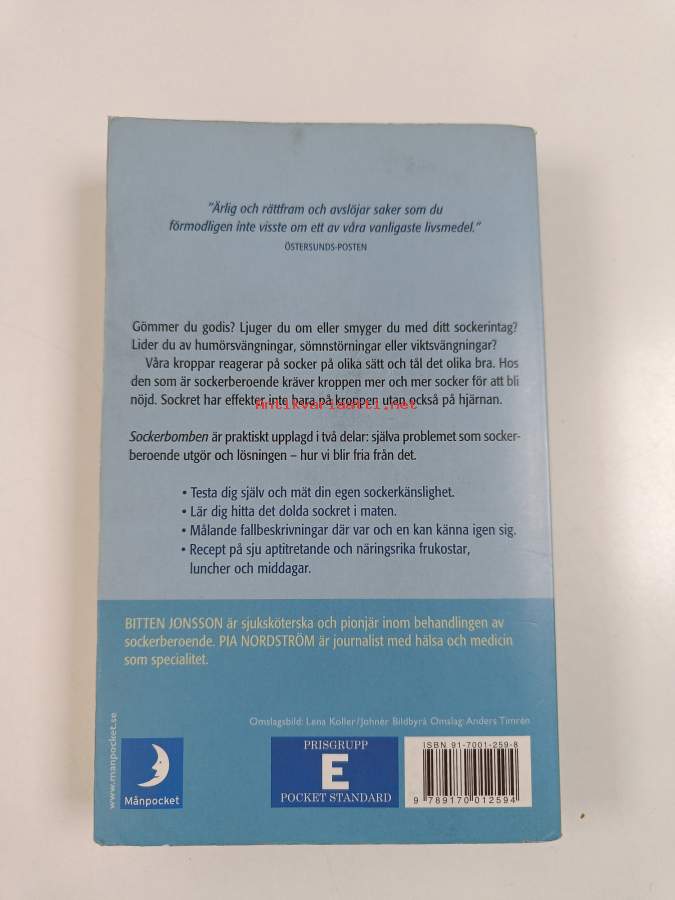 "Ärlig och rättfram och avslöjar saker som du
förmodligen inte visste om ett av våra vanligaste livsmedel."
ÖSTERSUNDS-POSTEN
Gömmer du godis? Ljuger du om eller smyger du med ditt sockerintag?
Lider du av humörsvängningar, sömnstörningar eller viktsvängningar?
Våra kroppar reagerar på socker på olika sätt och tål det olika bra. Hos
den som är sockerberoende kräver kroppen mer och mer socker för att bli
nöjd. Sockret har effekter inte bara på kroppen utan också på hjärnan.
Antikvariaatti.net
Sockerbomben är praktiskt upplagd i två delar: själva problemet som socker-
beroende utgör och lösningen – hur vi blir fria från det.
• Testa dig själv och mät din egen sockerkänslighet.
• Lär dig hitta det dolda sockret i maten.
• Målande fallbeskrivningar där var och en kan känna igen sig.
• Recept på sju aptitretande och näringsrika frukostar,
luncher och middagar.
BITTEN JONSSON är sjuksköterska och pionjär inom behandlingen av
sockerberoende. PIA NORDSTRÖM är journalist med hälsa och medicin
som specialitet.
Omslagsbild: Lena Koller/Johnér Bildbyrå Omslag: Anders Timrén
www.manpocket.se
Månpocket
PRISGRUPP
E
POCKET STANDARD
ISBN 91-7001-259-8
9 789170 012594